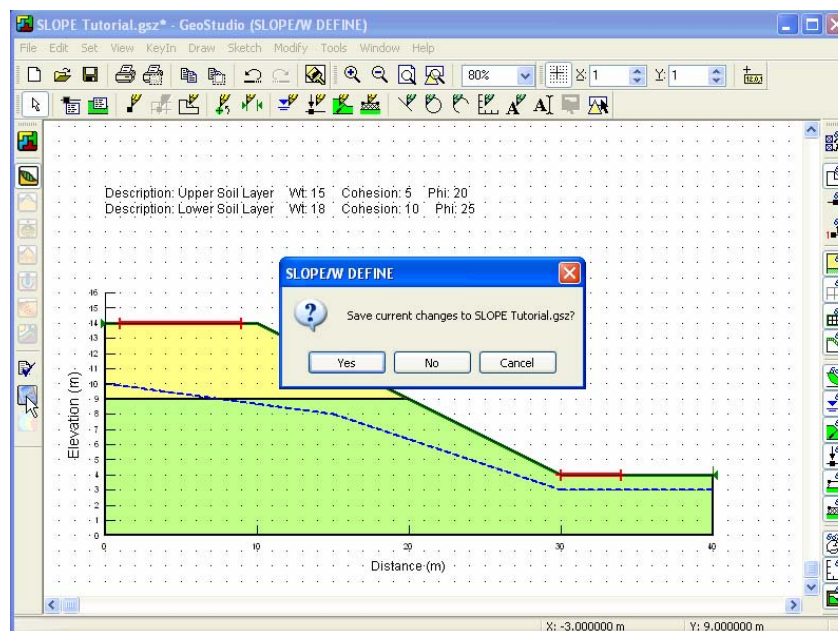 SLOPE Tutorial.gsz* - GeoStudio (SLOPE/W DEFINE)
File Edit Set View KeyIn Draw Sketch Modify Tools Window Help
80% X: 1 Y: 1
Description: Upper Soil Layer Wt: 15 Cohesion: 5 Phi: 20
Description: Lower Soil Layer Wt: 18 Cohesion: 10 Phi: 25
SLOPE/W DEFINE
Save current changes to SLOPE Tutorial.gsz?
Yes No Cancel
Elevation (m)
16
15
14
13
12
11
10
9
8
7
6
5
4
3
2
1
0
0 10 20 30 40
Distance (m)
X: -3.000000 m Y: 9.000000 m